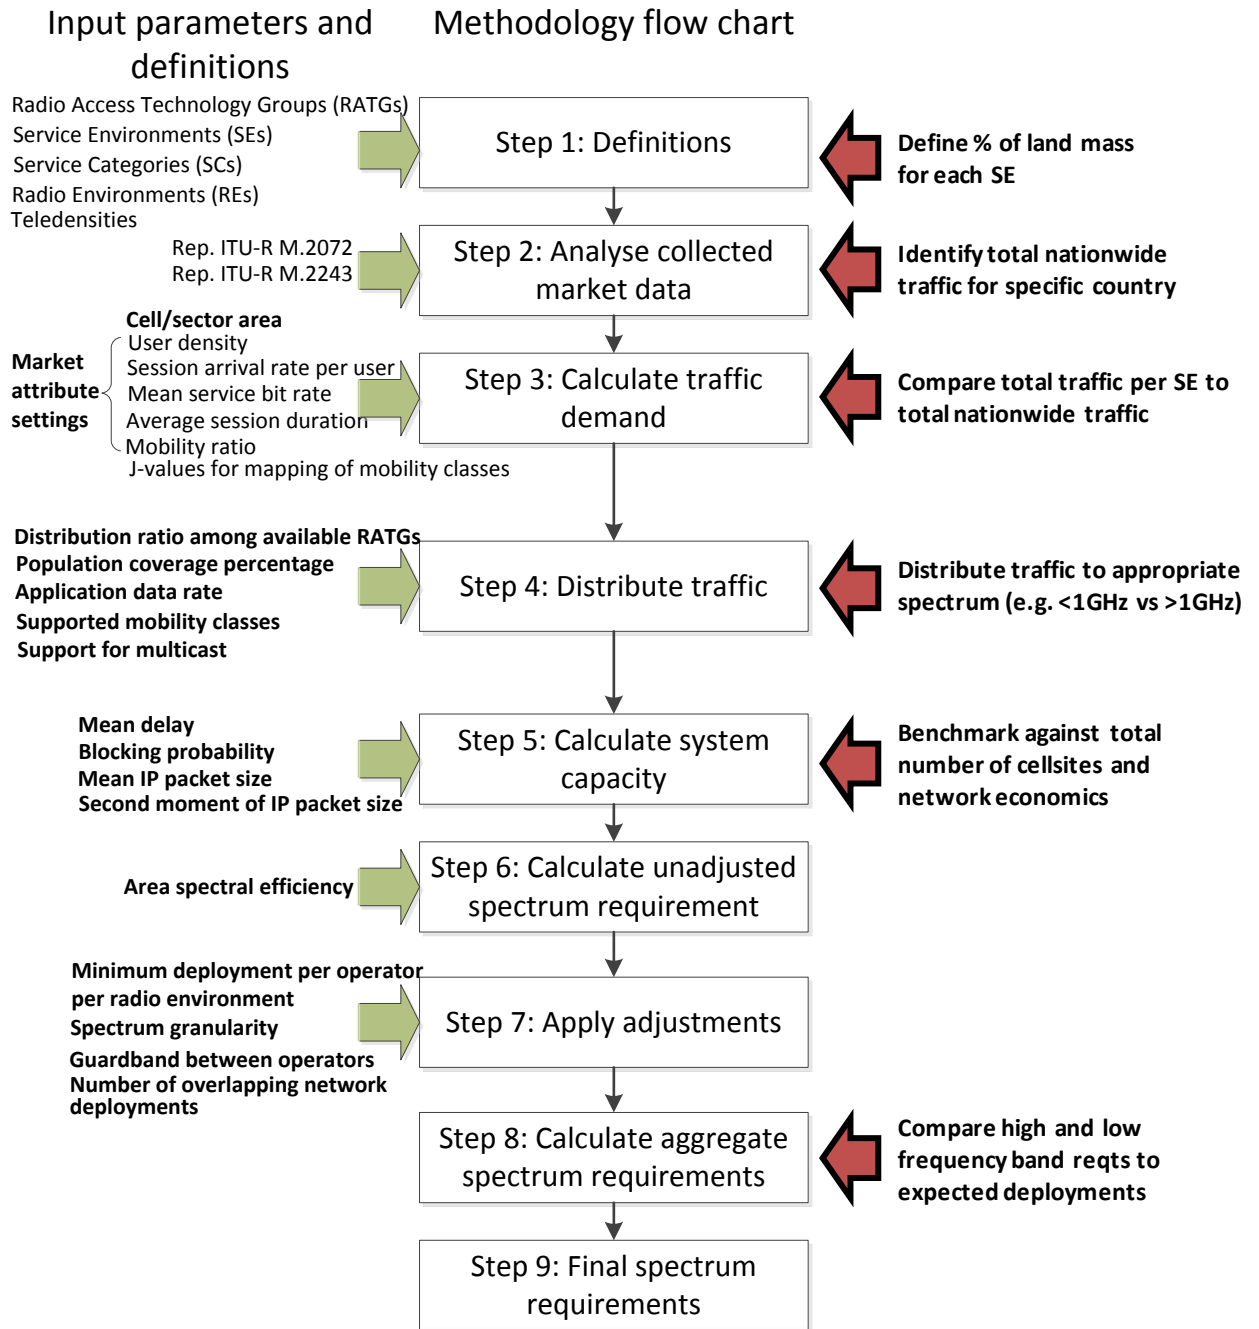 Input parameters and
definitions
Methodology flow chart
Radio Access Technology Groups (RATGs)
Service Environments (SEs)
Service Categories (SCs)
Radio Environments (REs)
Teledensities
Step 1: Definitions
Define % of land mass
for each SE
Rep. ITU-R M.2072
Rep. ITU-R M.2243
Step 2: Analyse collected
market data
Identify total nationwide
traffic for specific country
Market
attribute
settings
Cell/sector area
User density
Session arrival rate per user
Mean service bit rate
Average session duration
Mobility ratio
J-values for mapping of mobility classes
Step 3: Calculate traffic
demand
Compare total traffic per SE to
total nationwide traffic
Distribution ratio among available RATGs
Population coverage percentage
Application data rate
Supported mobility classes
Support for multicast
Step 4: Distribute traffic
Distribute traffic to appropriate
spectrum (e.g. <1GHz vs >1GHz)
Mean delay
Blocking probability
Mean IP packet size
Second moment of IP packet size
Step 5: Calculate system
capacity
Benchmark against total
number of cellsites and
network economics
Area spectral efficiency
Step 6: Calculate unadjusted
spectrum requirement
Minimum deployment per operator
per radio environment
Spectrum granularity
Guardband between operators
Number of overlapping network
deployments
Step 7: Apply adjustments
Step 8: Calculate aggregate
spectrum requirements
Compare high and low
frequency band reqts to
expected deployments
Step 9: Final spectrum
requirements